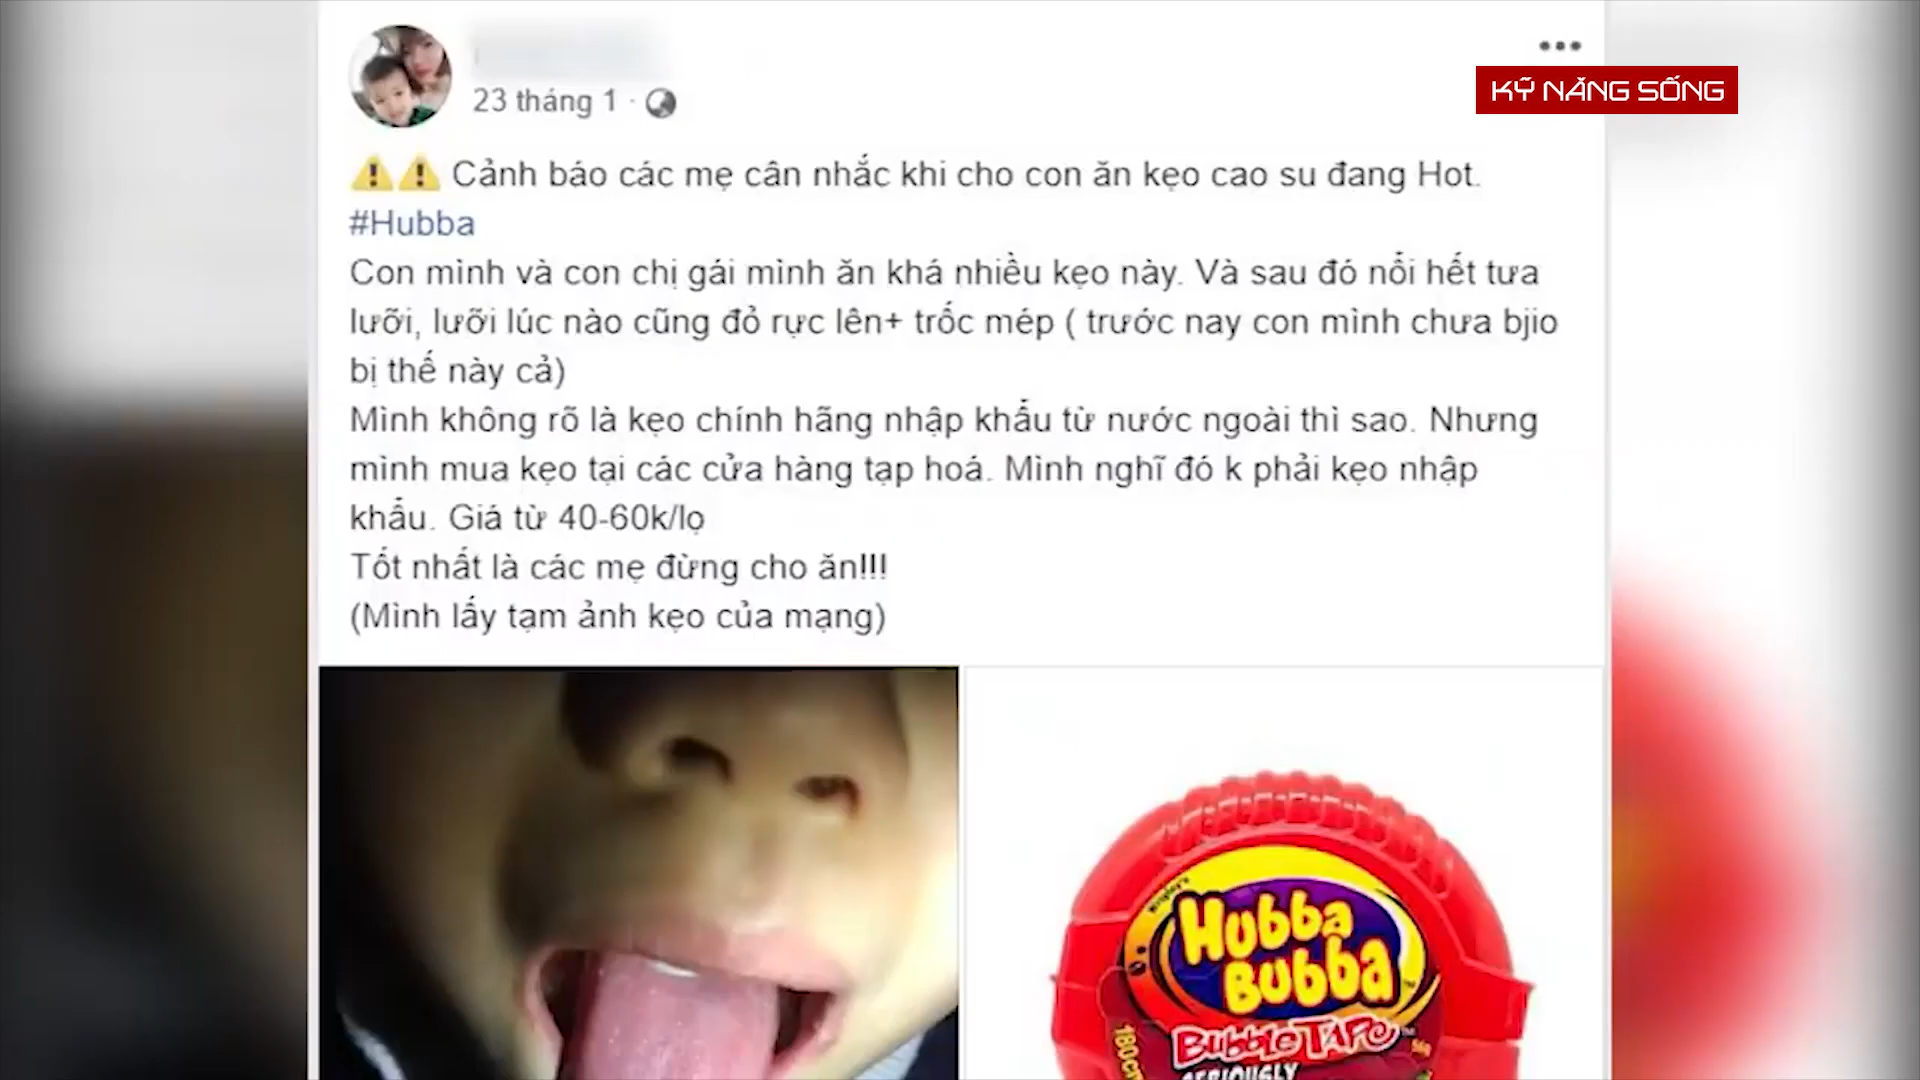 KỸ NĂNG SỐNG
23 tháng 1 ·
⚠️⚠️ Cảnh báo các mẹ cân nhắc khi cho con ăn kẹo cao su đang Hot.
#Hubba
Con mình và con chị gái mình ăn khá nhiều kẹo này. Và sau đó nổi hết tưa
lưỡi, lưỡi lúc nào cũng đỏ rực lên+ trốc mép ( trước nay con mình chưa bjio
bị thế này cả)
Mình không rõ là kẹo chính hãng nhập khẩu từ nước ngoài thì sao. Nhưng
mình mua kẹo tại các cửa hàng tạp hoá. Mình nghĩ đó k phải kẹo nhập
khẩu. Giá từ 40-60k/lọ
Tốt nhất là các mẹ đừng cho ăn!!!
(Mình lấy tạm ảnh kẹo của mạng)
Wrigley's
Hubba
Bubba
Bubble TAPE
56g
180cm
SERIOUSLY